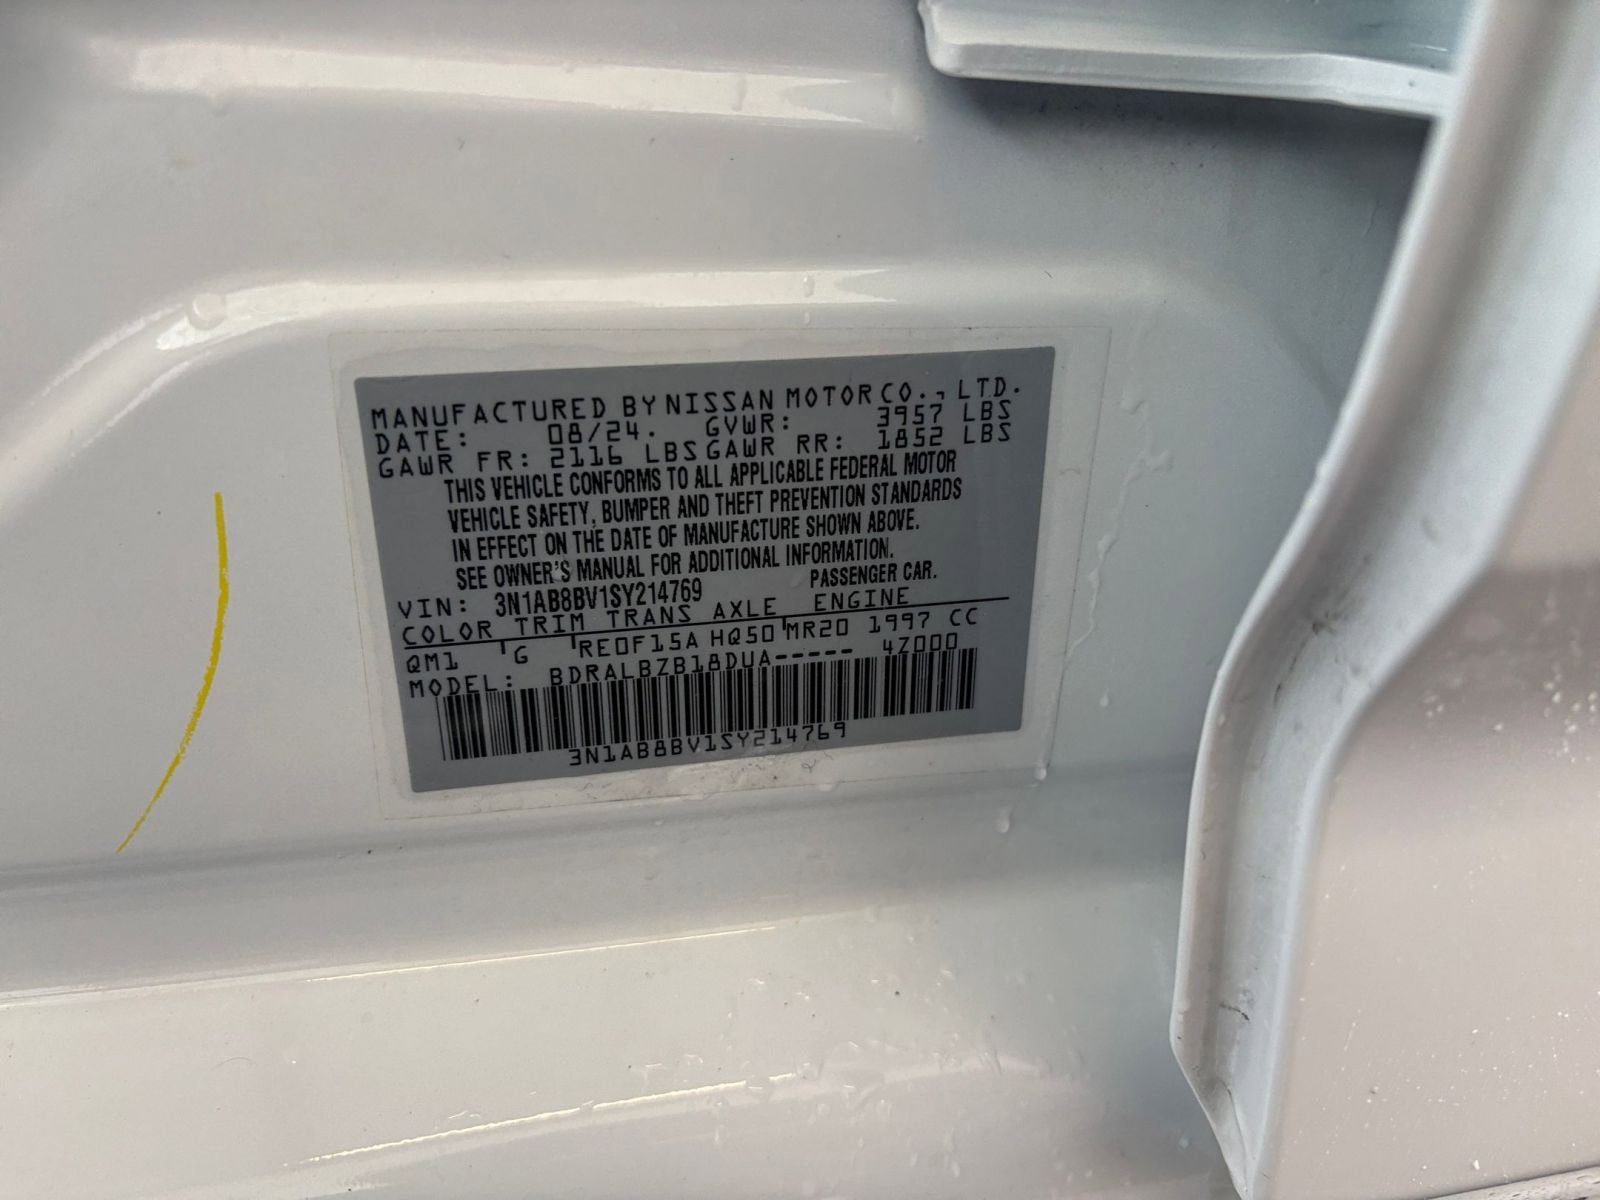 MANUFACTURED BY NISSAN MOTOR CO., LTD.
DATE: 08/24. GVWR: 3957 LBS
GAWR FR: 2116 LBS GAWR RR: 1852 LBS
THIS VEHICLE CONFORMS TO ALL APPLICABLE FEDERAL MOTOR
VEHICLE SAFETY, BUMPER AND THEFT PREVENTION STANDARDS
IN EFFECT ON THE DATE OF MANUFACTURE SHOWN ABOVE.
SEE OWNER'S MANUAL FOR ADDITIONAL INFORMATION.
VIN: 3N1AB8BV1SY214769 PASSENGER CAR.
COLOR TRIM TRANS AXLE ENGINE
QM1 G RE0F15A HQ50 MR20 1997 CC
MODEL: BDRALBZB18DUA----- 4Z000
3N1AB8BV1SY214769